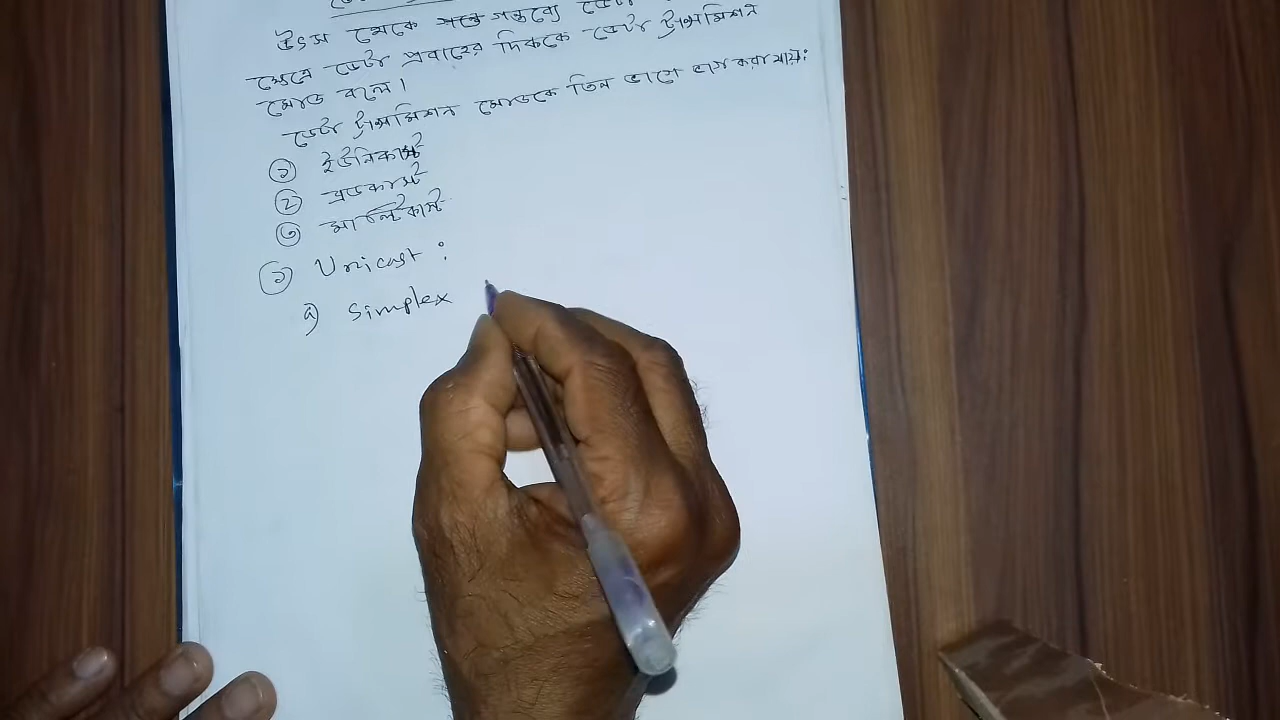 উৎস থেকে গন্তব্যে ডেটা
ক্ষেত্রে ডেটা প্রবাহের দিককে ডেটা ট্রান্সমিশন
মোড বলে।
ডেটা ট্রান্সমিশন মোডকে তিন ভাগে ভাগ করা যায়ঃ
① ইউনিকাস্ট
② ব্রডকাস্ট
③ মাল্টিকাস্ট
① Unicast :
a) Simplex